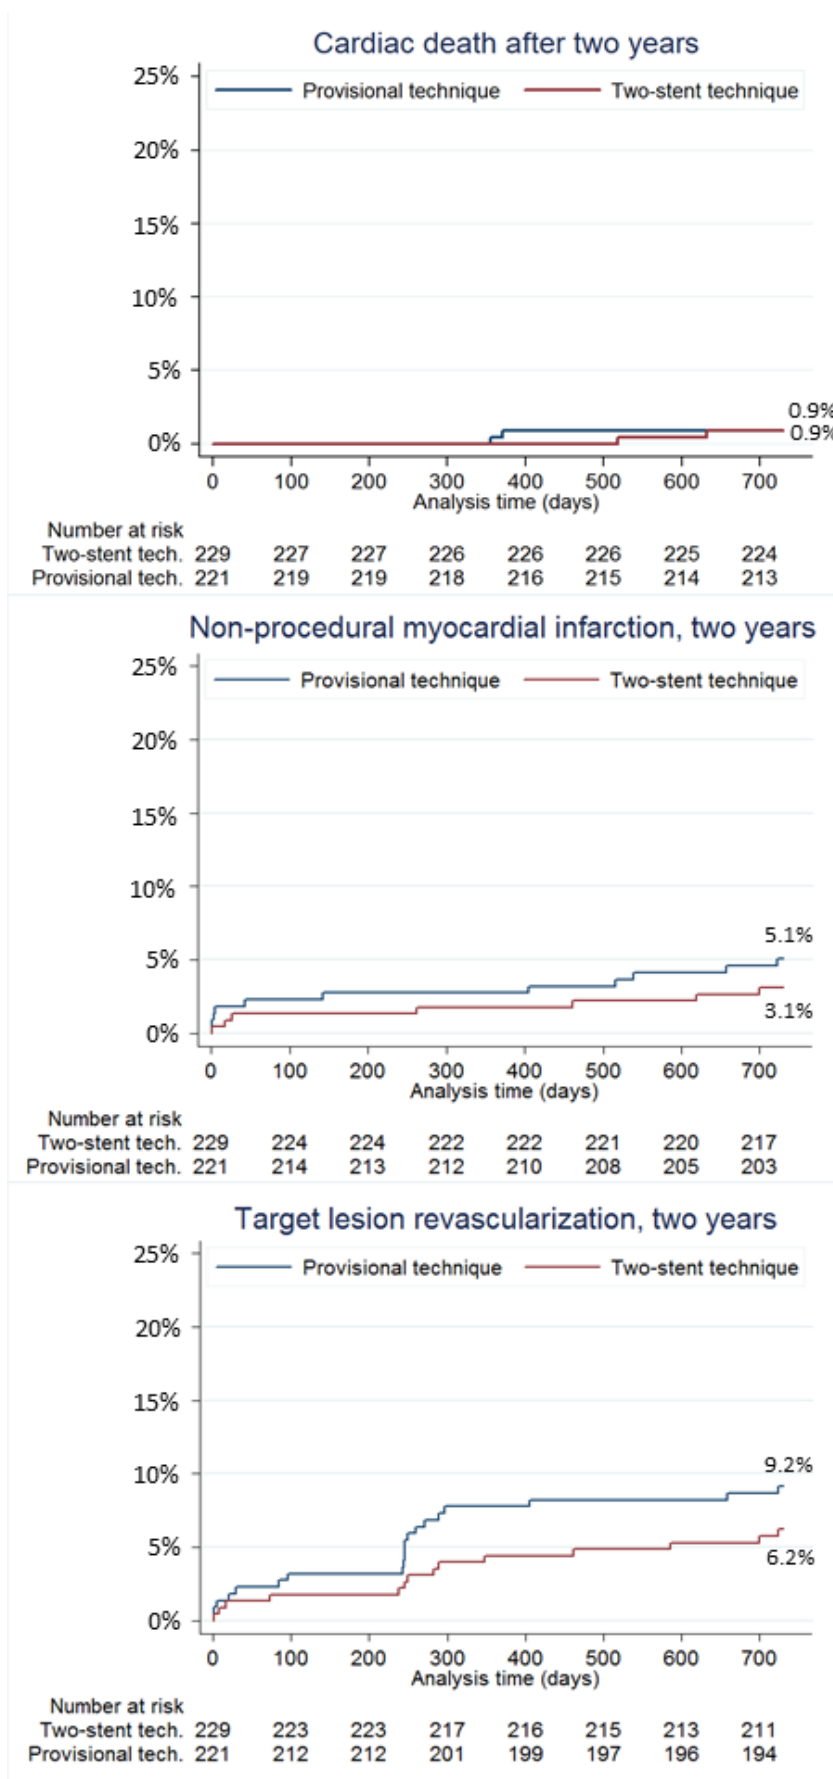 Cardiac death after two years
25%
Provisional technique Two-stent technique
20%
15%
10%
5%
0.9%
0.9%
0%
0 100 200 300 400 500 600 700
Analysis time (days)
Number at risk
Two-stent tech. 229 227 227 226 226 226 225 224
Provisional tech. 221 219 219 218 216 215 214 213
Non-procedural myocardial infarction, two years
25%
Provisional technique Two-stent technique
20%
15%
10%
5.1%
5%
3.1%
0%
0 100 200 300 400 500 600 700
Analysis time (days)
Number at risk
Two-stent tech. 229 224 224 222 222 221 220 217
Provisional tech. 221 214 213 212 210 208 205 203
Target lesion revascularization, two years
25%
Provisional technique Two-stent technique
20%
15%
10%
9.2%
5%
6.2%
0%
0 100 200 300 400 500 600 700
Analysis time (days)
Number at risk
Two-stent tech. 229 223 223 217 216 215 213 211
Provisional tech. 221 212 212 201 199 197 196 194